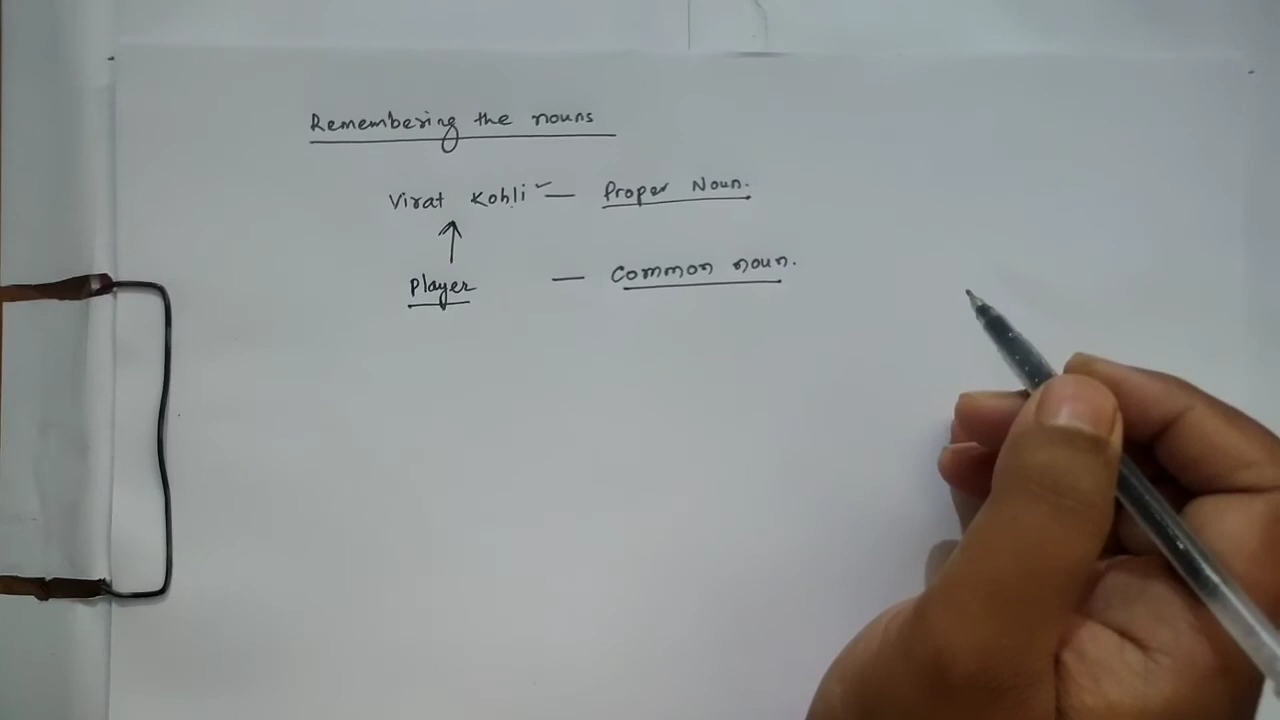 Remembering the nouns
Virat Kohli ✓ — Proper Noun.
Player — Common noun.